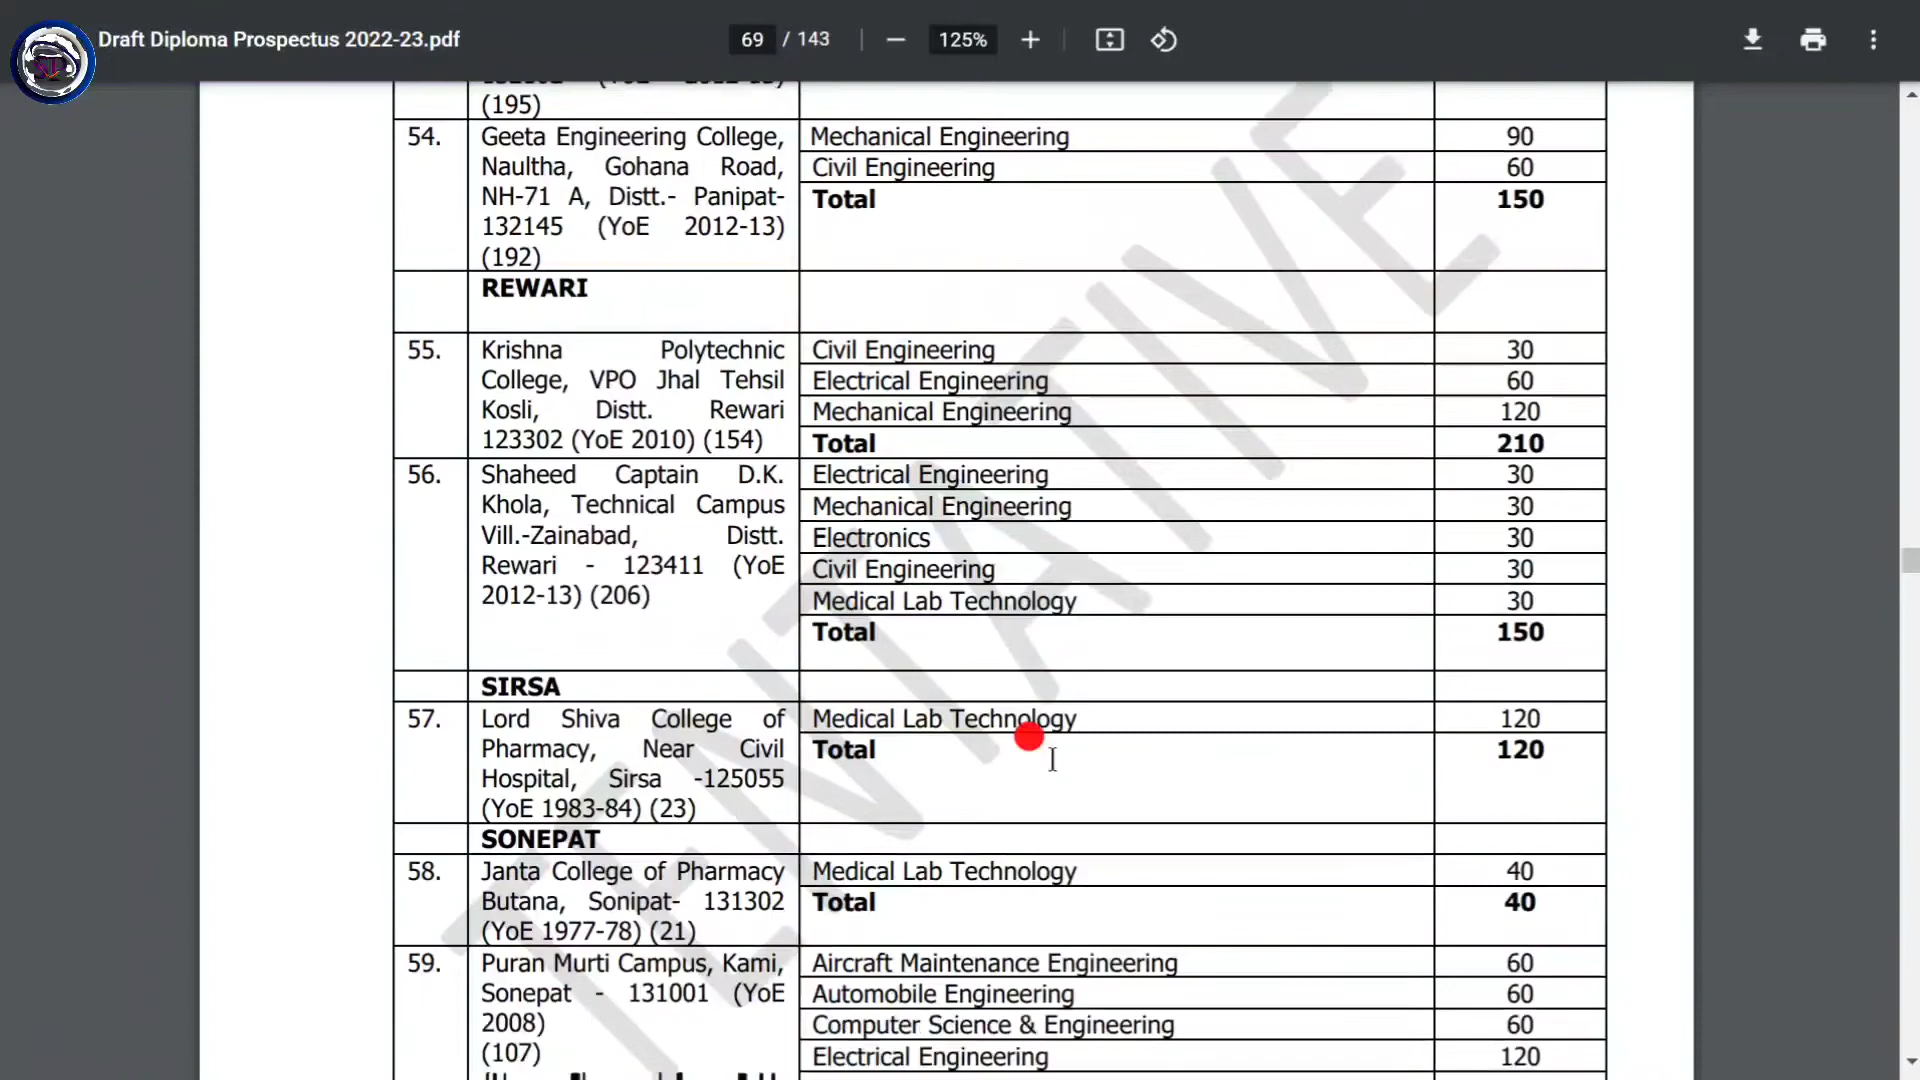 Draft Diploma Prospectus 2022-23.pdf
69 / 143
125%
(195)
54.
Geeta Engineering College,
Naultha, Gohana Road,
NH-71 A, Distt.- Panipat-
132145 (YoE 2012-13)
(192)
Mechanical Engineering 90
Civil Engineering 60
Total 150
REWARI
55.
Krishna Polytechnic
College, VPO Jhal Tehsil
Kosli, Distt. Rewari
123302 (YoE 2010) (154)
Civil Engineering 30
Electrical Engineering 60
Mechanical Engineering 120
Total 210
56.
Shaheed Captain D.K.
Khola, Technical Campus
Vill.-Zainabad, Distt.
Rewari - 123411 (YoE
2012-13) (206)
Electrical Engineering 30
Mechanical Engineering 30
Electronics 30
Civil Engineering 30
Medical Lab Technology 30
Total 150
SIRSA
57.
Lord Shiva College of
Pharmacy, Near Civil
Hospital, Sirsa -125055
(YoE 1983-84) (23)
Medical Lab Technology 120
Total 120
SONEPAT
58.
Janta College of Pharmacy
Butana, Sonipat- 131302
(YoE 1977-78) (21)
Medical Lab Technology 40
Total 40
59.
Puran Murti Campus, Kami,
Sonepat - 131001 (YoE
2008)
(107)
Aircraft Maintenance Engineering 60
Automobile Engineering 60
Computer Science & Engineering 60
Electrical Engineering 120
TENTATIVE